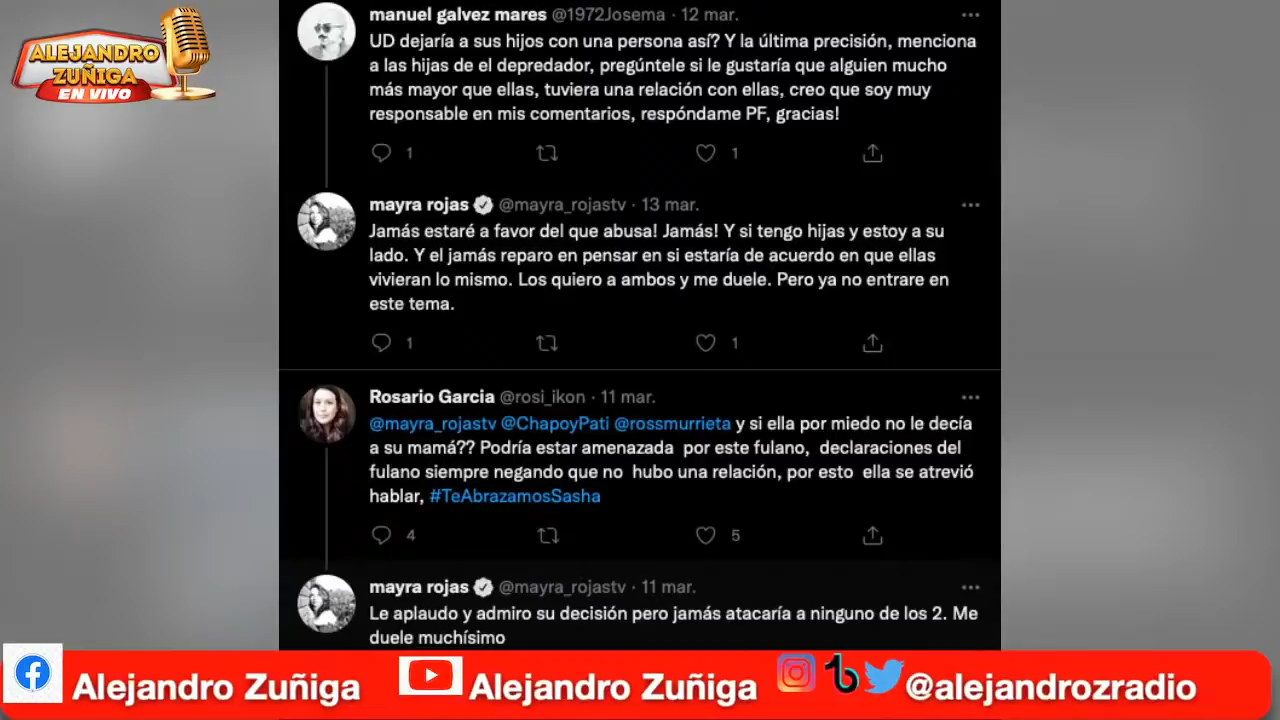 ALEJANDRO
ZUÑIGA
EN VIVO
manuel galvez mares @1972Josema · 12 mar.
UD dejaría a sus hijos con una persona así? Y la última precisión, menciona
a las hijas de el depredador, pregúntele si le gustaría que alguien mucho
más mayor que ellas, tuviera una relación con ellas, creo que soy muy
responsable en mis comentarios, respóndame PF, gracias!
1 1
mayra rojas @mayra_rojastv · 13 mar.
Jamás estaré a favor del que abusa! Jamás! Y si tengo hijas y estoy a su
lado. Y el jamás reparo en pensar en si estaría de acuerdo en que ellas
vivieran lo mismo. Los quiero a ambos y me duele. Pero ya no entrare en
este tema.
1 1
Rosario Garcia @rosi_ikon · 11 mar.
@mayra_rojastv @ChapoyPati @rossmurrieta y si ella por miedo no le decía
a su mamá?? Podría estar amenazada por este fulano, declaraciones del
fulano siempre negando que no hubo una relación, por esto ella se atrevió
hablar, #TeAbrazamosSasha
4 5
mayra rojas @mayra_rojastv · 11 mar.
Le aplaudo y admiro su decisión pero jamás atacaría a ninguno de los 2. Me
duele muchísimo
Alejandro Zuñiga Alejandro Zuñiga @alejandrozradio